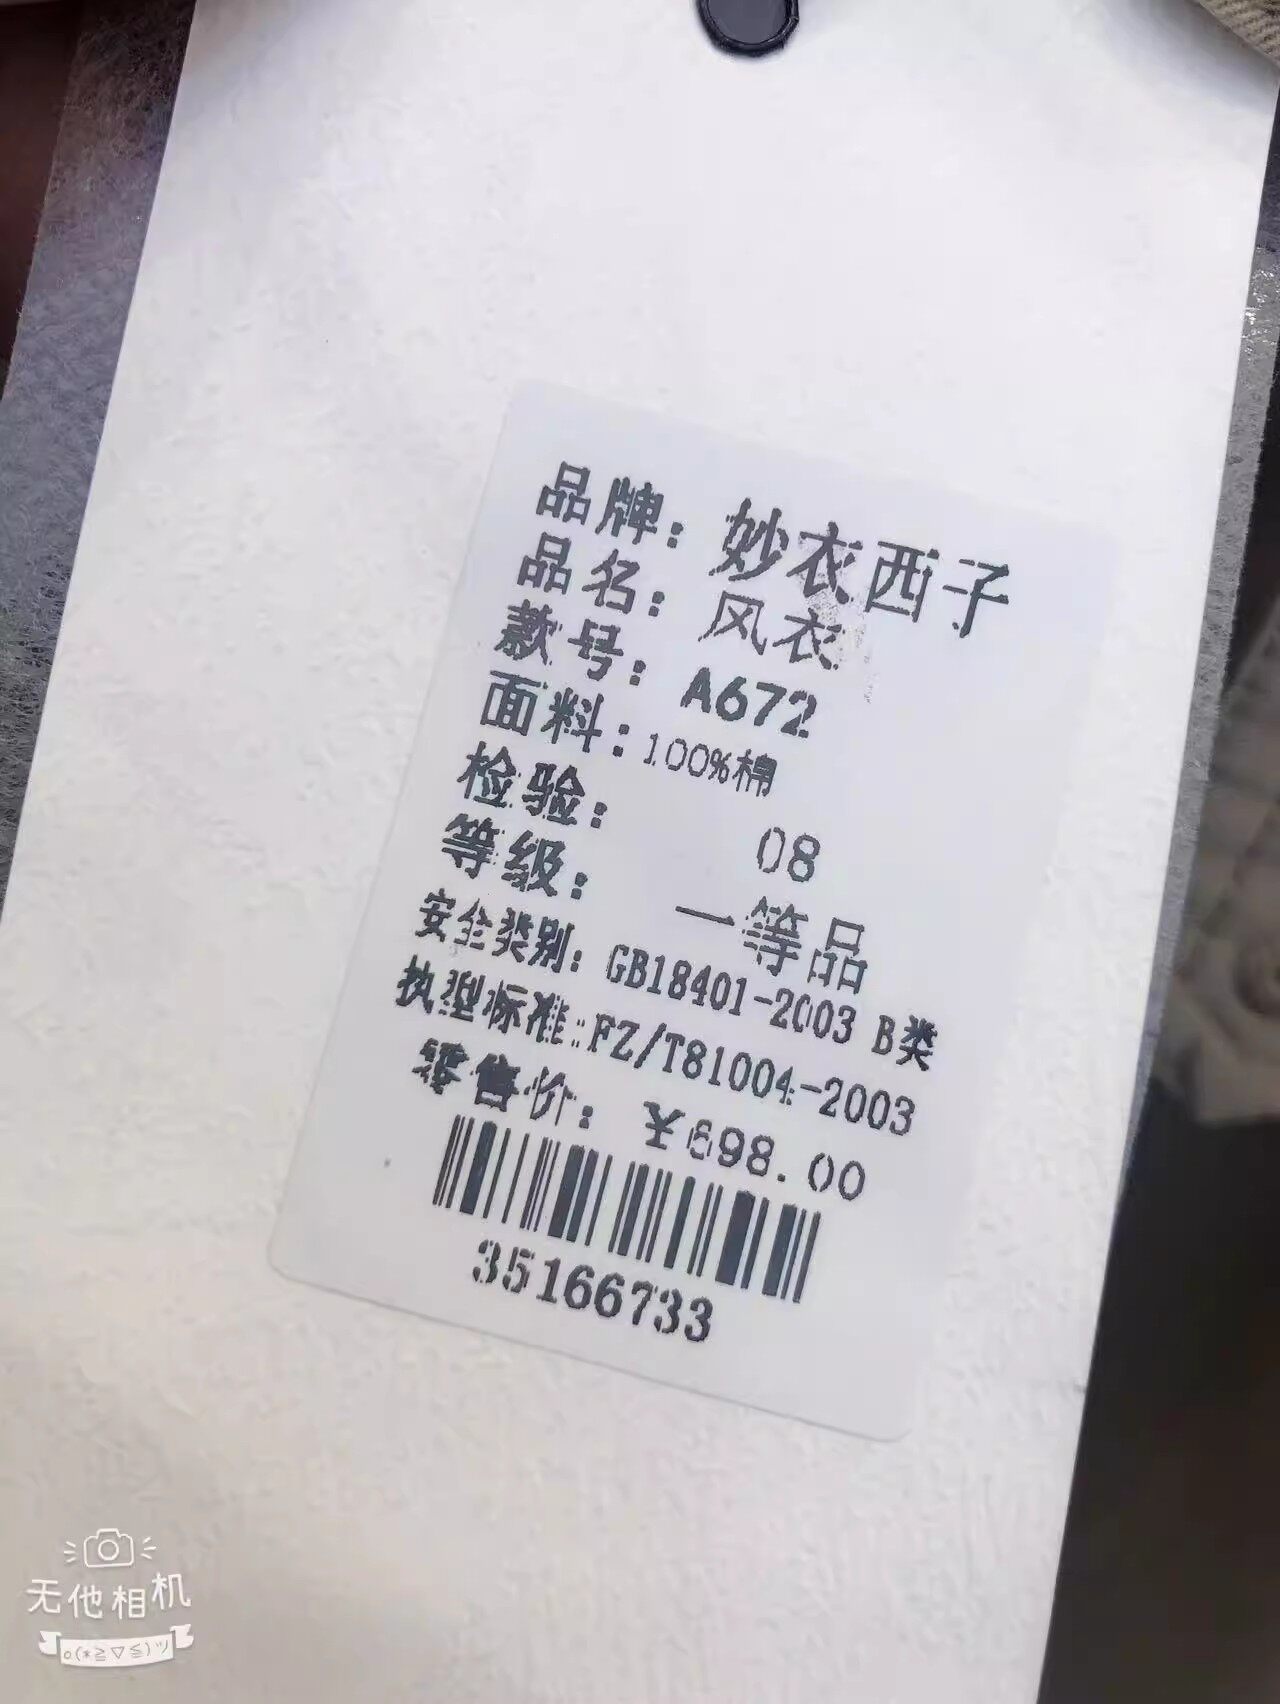 品牌：妙衣西子
品名：风衣
款号：A672
面料：100%棉
检验：08
等级：一等品
安全类别：GB18401-2003 B类
执型标准：FZ/T81004-2003
零售价：￥698.00
35166733
无他相机
o(*≧▽≦)ツ